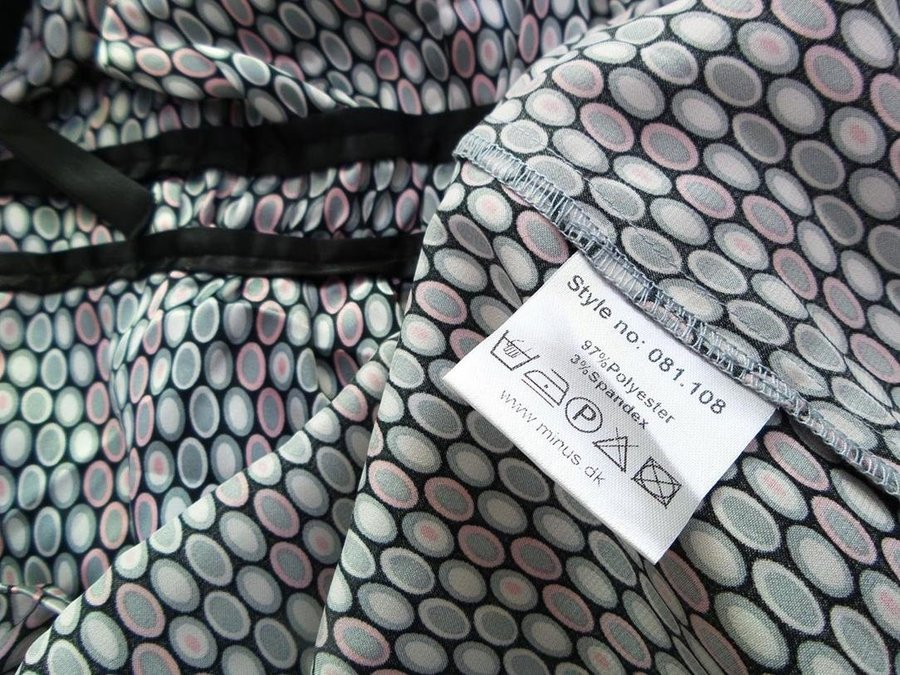 Style no: 081.108
97%Polyester
3%Spandex
P
www.minus.dk